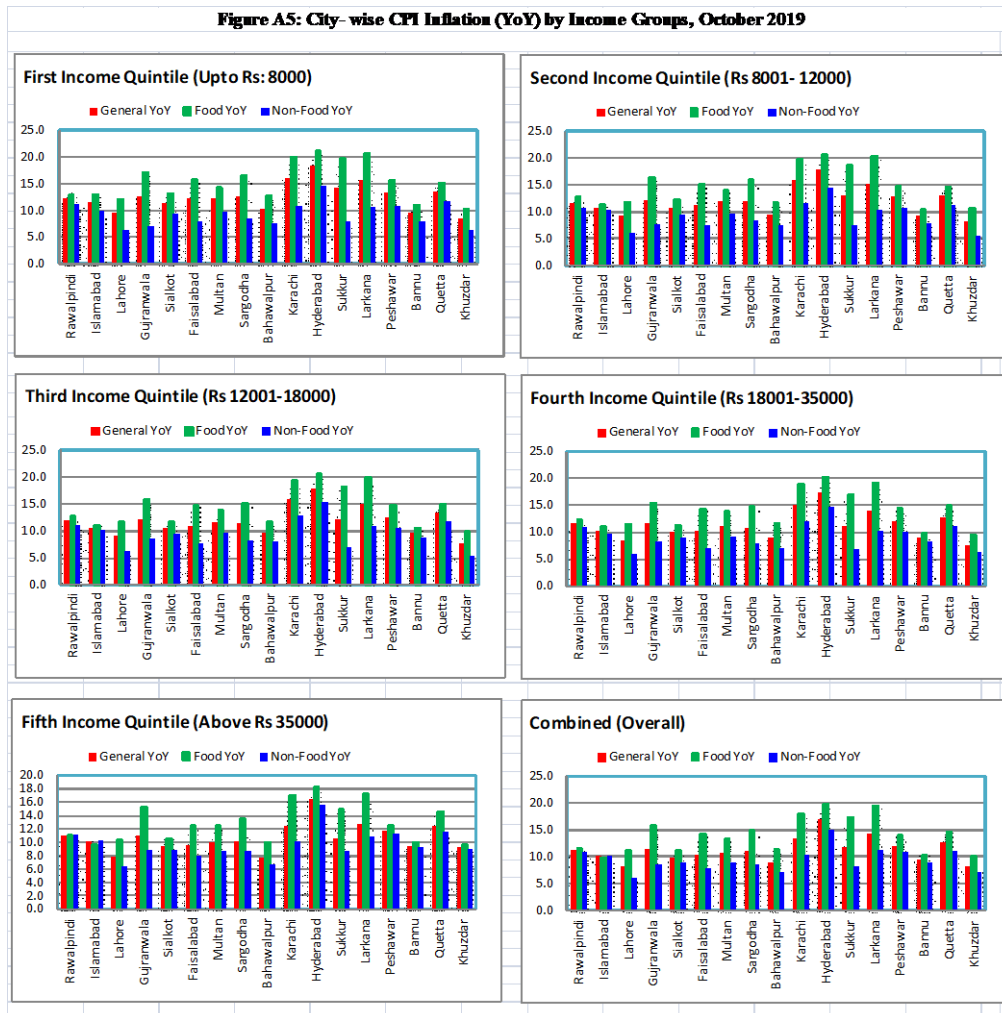 Figure A5: City- wise CPI Inflation (YoY) by Income Groups, October 2019
First Income Quintile (Upto Rs: 8000)
General YoY Food YoY Non-Food YoY
25.0
20.0
15.0
10.0
5.0
0.0
Rawalpindi Islamabad Lahore Gujranwala Sialkot Faisalabad Multan Sargodha Bahawalpur Karachi Hyderabad Sukkur Larkana Peshawar Bannu Quetta Khuzdar
Second Income Quintile (Rs 8001- 12000)
General YoY Food YoY Non-Food YoY
25.0
20.0
15.0
10.0
5.0
0.0
Rawalpindi Islamabad Lahore Gujranwala Sialkot Faisalabad Multan Sargodha Bahawalpur Karachi Hyderabad Sukkur Larkana Peshawar Bannu Quetta Khuzdar
Third Income Quintile (Rs 12001-18000)
General YoY Food YoY Non-Food YoY
25.0
20.0
15.0
10.0
5.0
0.0
Rawalpindi Islamabad Lahore Gujranwala Sialkot Faisalabad Multan Sargodha Bahawalpur Karachi Hyderabad Sukkur Larkana Peshawar Bannu Quetta Khuzdar
Fourth Income Quintile (Rs 18001-35000)
General YoY Food YoY Non-Food YoY
25.0
20.0
15.0
10.0
5.0
0.0
Rawalpindi Islamabad Lahore Gujranwala Sialkot Faisalabad Multan Sargodha Bahawalpur Karachi Hyderabad Sukkur Larkana Peshawar Bannu Quetta Khuzdar
Fifth Income Quintile (Above Rs 35000)
General YoY Food YoY Non-Food YoY
20.0
18.0
16.0
14.0
12.0
10.0
8.0
6.0
4.0
2.0
0.0
Rawalpindi Islamabad Lahore Gujranwala Sialkot Faisalabad Multan Sargodha Bahawalpur Karachi Hyderabad Sukkur Larkana Peshawar Bannu Quetta Khuzdar
Combined (Overall)
General YoY Food YoY Non-Food YoY
25.0
20.0
15.0
10.0
5.0
0.0
Rawalpindi Islamabad Lahore Gujranwala Sialkot Faisalabad Multan Sargodha Bahawalpur Karachi Hyderabad Sukkur Larkana Peshawar Bannu Quetta Khuzdar